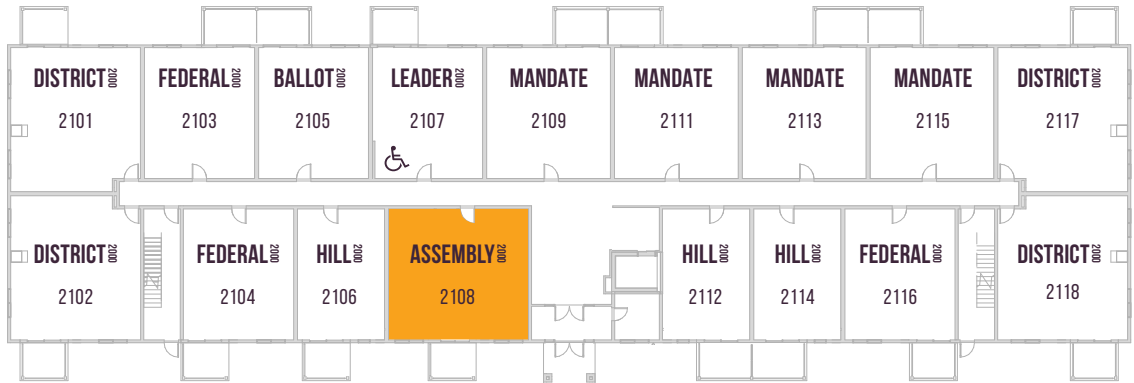 DISTRICT 2000
2101
FEDERAL 2000
2103
BALLOT 2000
2105
LEADER 2000
2107
MANDATE
2109
MANDATE
2111
MANDATE
2113
MANDATE
2115
DISTRICT 2000
2117
DISTRICT 2000
2102
FEDERAL 2000
2104
HILL 2000
2106
ASSEMBLY 2000
2108
HILL 2000
2112
HILL 2000
2114
FEDERAL 2000
2116
DISTRICT 2000
2118